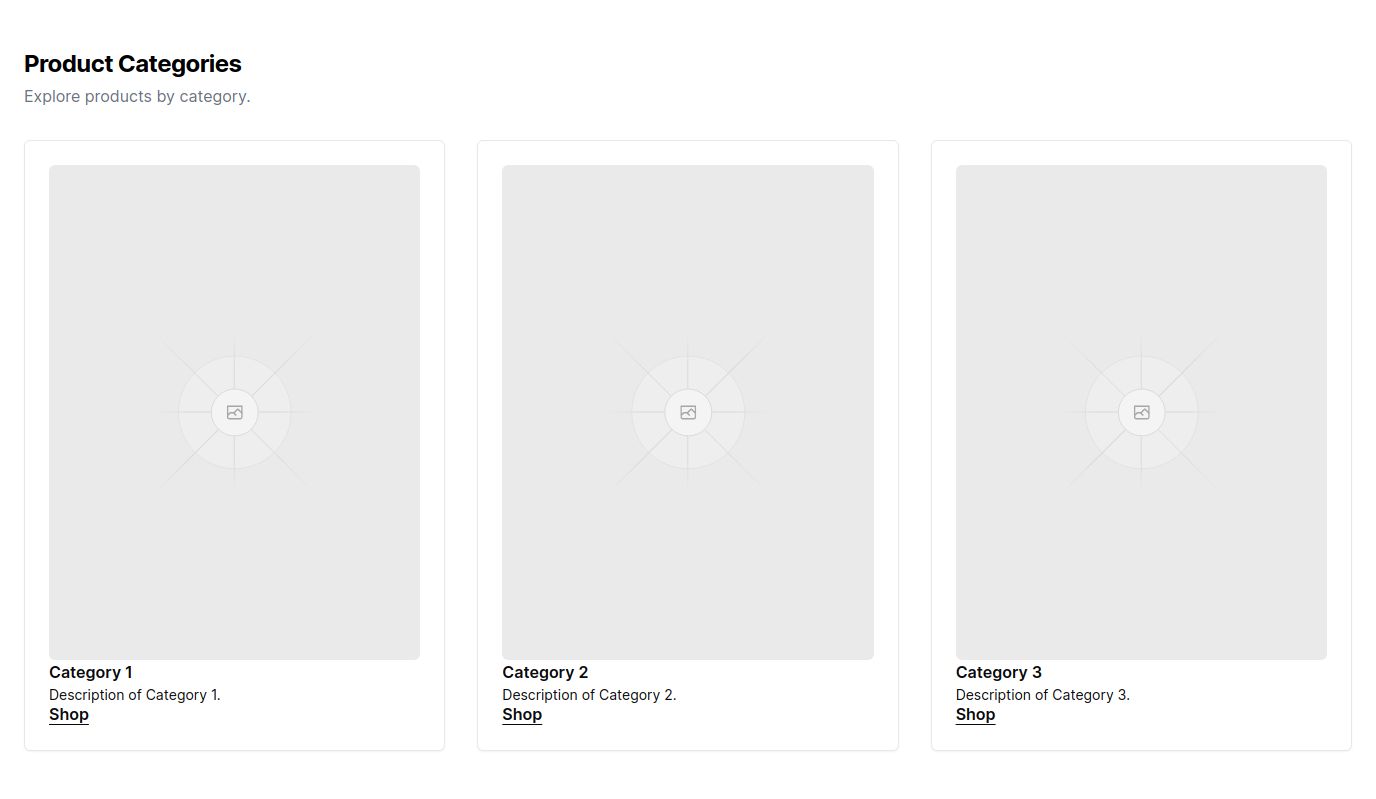 Product Categories
Explore products by category.
Category 1
Description of Category 1.
Shop
Category 2
Description of Category 2.
Shop
Category 3
Description of Category 3.
Shop